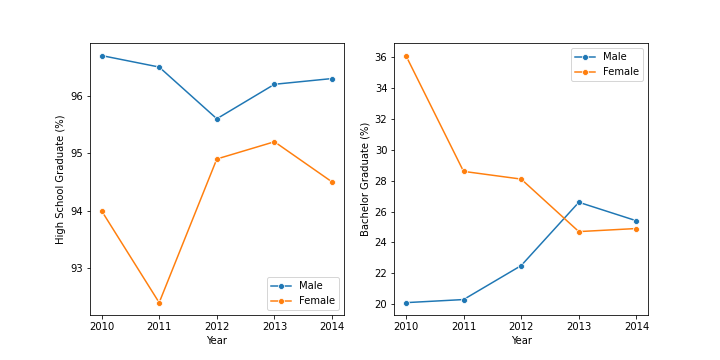 High School Graduate (%)
96
95
94
93
2010 2011 2012 2013 2014
Year
Male
Female
Bachelor Graduate (%)
36
34
32
30
28
26
24
22
20
2010 2011 2012 2013 2014
Year
Male
Female